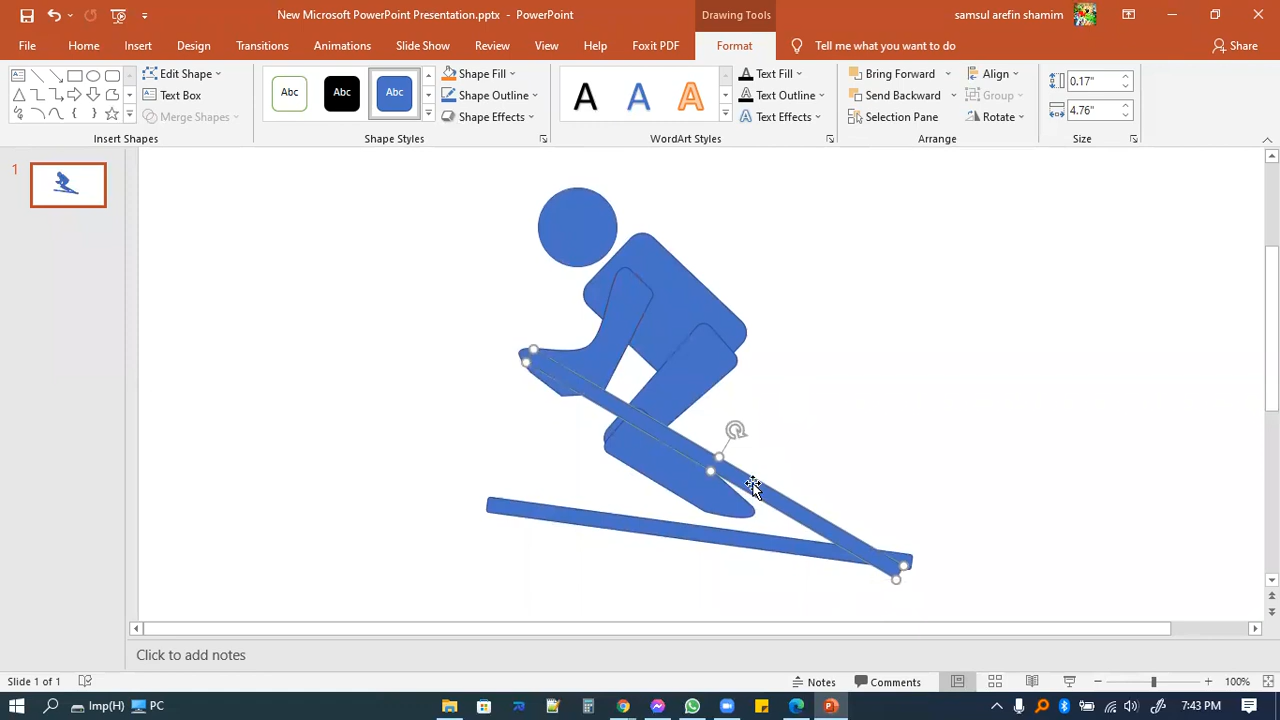 New Microsoft PowerPoint Presentation.pptx - PowerPoint
Drawing Tools
samsul arefin shamim
File Home Insert Design Transitions Animations Slide Show Review View Help Foxit PDF Format Tell me what you want to do Share
Edit Shape
Text Box
Merge Shapes
Insert Shapes
Abc Abc Abc
Shape Fill
Shape Outline
Shape Effects
Shape Styles
A A A
Text Fill
Text Outline
Text Effects
WordArt Styles
Bring Forward
Send Backward
Selection Pane
Align
Group
Rotate
Arrange
0.17"
4.76"
Size
1
Click to add notes
Slide 1 of 1
Notes Comments 100%
Imp(H) PC 7:43 PM